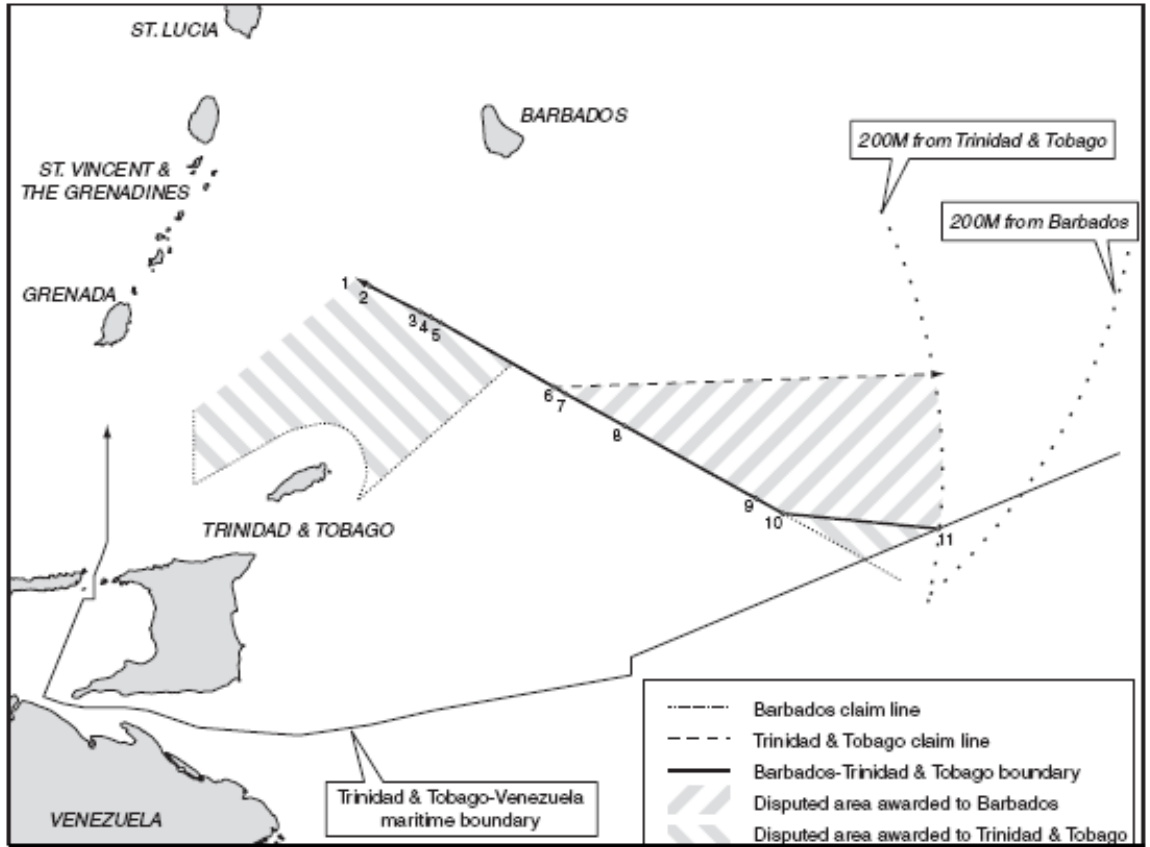 ST. LUCIA
BARBADOS
200M from Trinidad & Tobago
ST. VINCENT &
THE GRENADINES
200M from Barbados
GRENADA
1
2
3
4
5
6
7
8
9
10
11
TRINIDAD & TOBAGO
Trinidad & Tobago-Venezuela
maritime boundary
VENEZUELA
Barbados claim line
Trinidad & Tobago claim line
Barbados-Trinidad & Tobago boundary
Disputed area awarded to Barbados
Disputed area awarded to Trinidad & Tobago